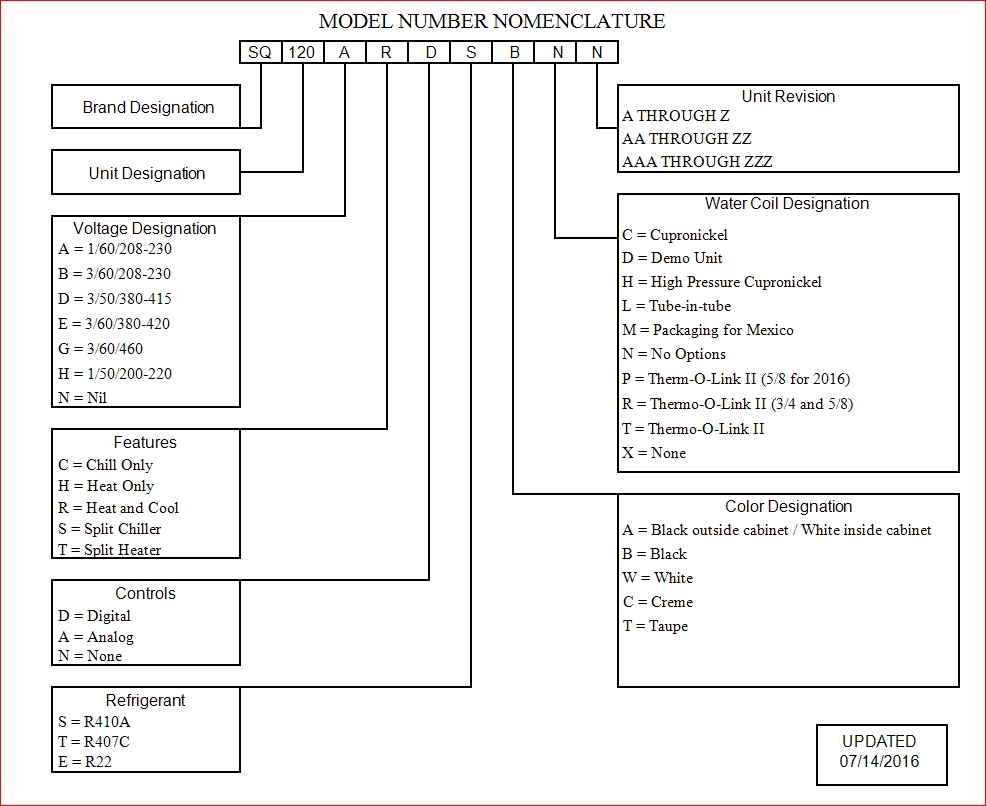 MODEL NUMBER NOMENCLATURE
SQ 120 A R D S B N N
Brand Designation
Unit Designation
Voltage Designation
A = 1/60/208-230
B = 3/60/208-230
D = 3/50/380-415
E = 3/60/380-420
G = 3/60/460
H = 1/50/200-220
N = Nil
Features
C = Chill Only
H = Heat Only
R = Heat and Cool
S = Split Chiller
T = Split Heater
Controls
D = Digital
A = Analog
N = None
Refrigerant
S = R410A
T = R407C
E = R22
Unit Revision
A THROUGH Z
AA THROUGH ZZ
AAA THROUGH ZZZ
Water Coil Designation
C = Cupronickel
D = Demo Unit
H = High Pressure Cupronickel
L = Tube-in-tube
M = Packaging for Mexico
N = No Options
P = Therm-O-Link II (5/8 for 2016)
R = Thermo-O-Link II (3/4 and 5/8)
T = Thermo-O-Link II
X = None
Color Designation
A = Black outside cabinet / White inside cabinet
B = Black
W = White
C = Creme
T = Taupe
UPDATED
07/14/2016